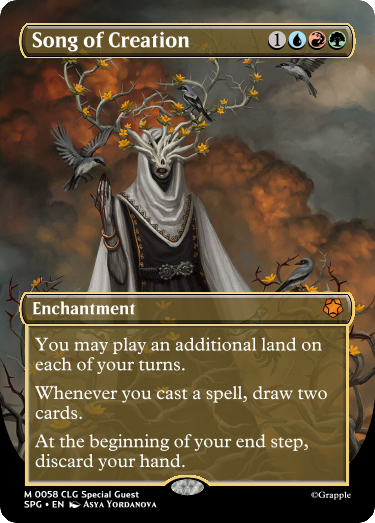 Song of Creation 1
Enchantment
You may play an additional land on
each of your turns.
Whenever you cast a spell, draw two
cards.
At the beginning of your end step,
discard your hand.
M 0058 CLG Special Guest
SPG • EN Asya Yordanova
©Grapple